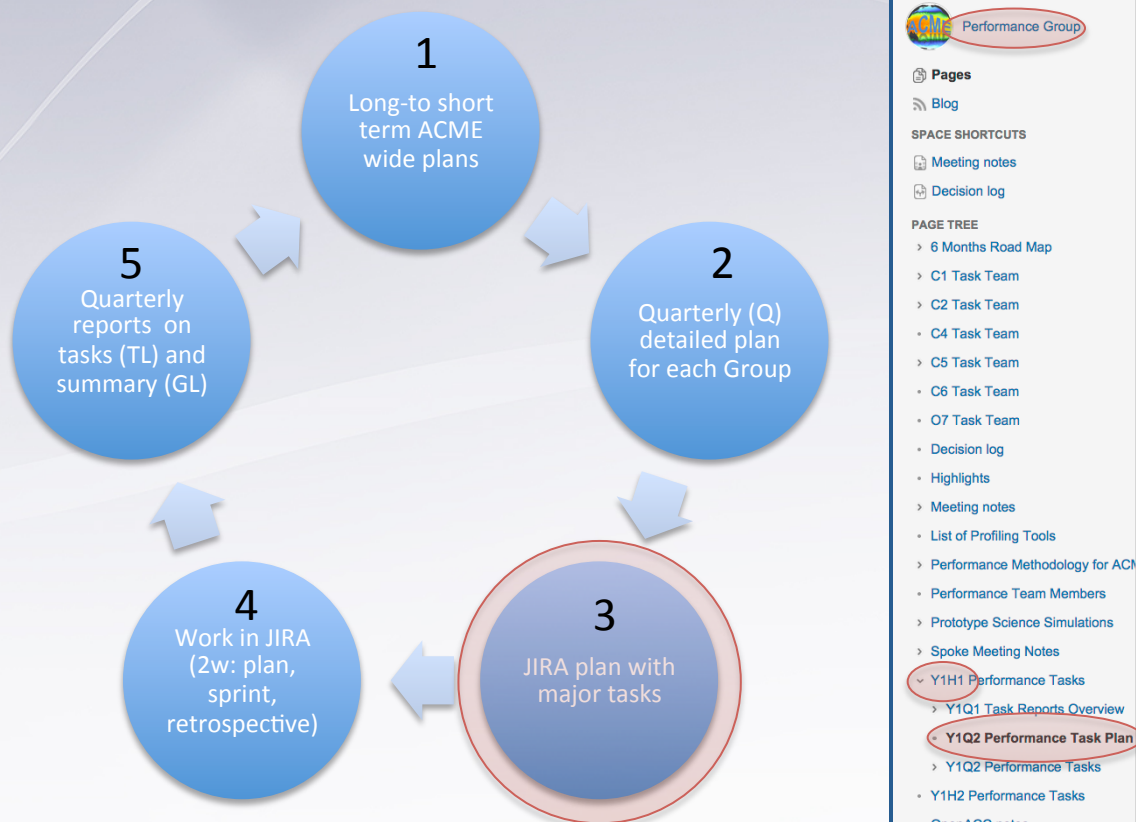 1
Long-to short
term ACME
wide plans
2
Quarterly (Q)
detailed plan
for each Group
3
JIRA plan with
major tasks
4
Work in JIRA
(2w: plan,
sprint,
retrospective)
5
Quarterly
reports on
tasks (TL) and
summary (GL)
ACME
Performance Group
Pages
Blog
SPACE SHORTCUTS
Meeting notes
Decision log
PAGE TREE
6 Months Road Map
C1 Task Team
C2 Task Team
C4 Task Team
C5 Task Team
C6 Task Team
O7 Task Team
Decision log
Highlights
Meeting notes
List of Profiling Tools
Performance Methodology for
Performance Team Members
Prototype Science Simulations
Spoke Meeting Notes
Y1H1 Performance Tasks
Y1Q1 Task Reports Overview
Y1Q2 Performance Task Plan
Y1Q2 Performance Tasks
Y1H2 Performance Tasks